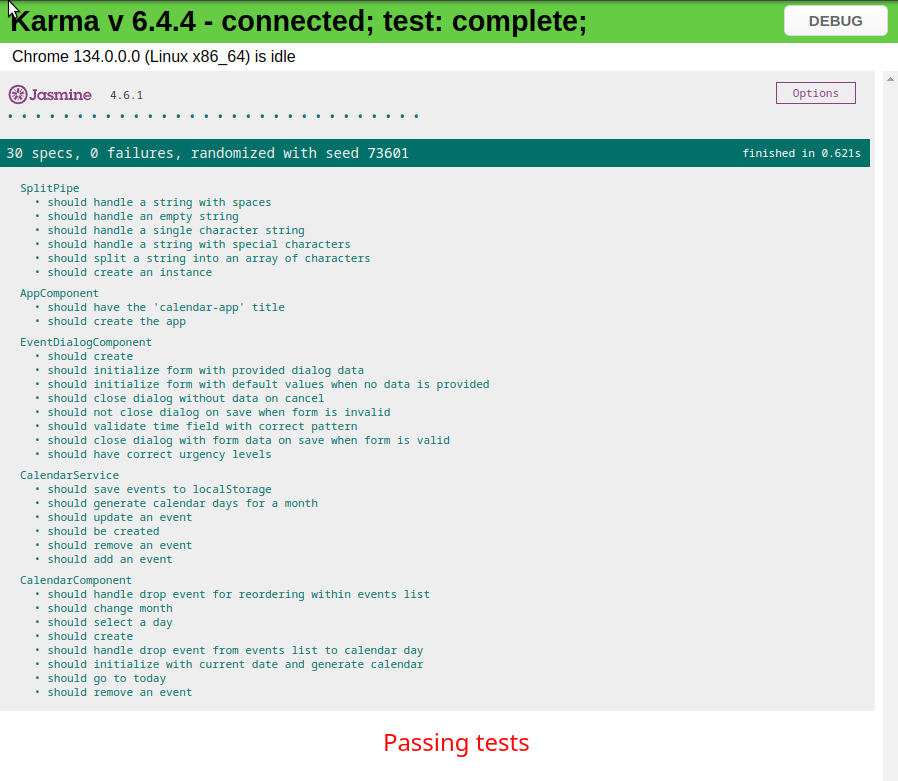 Karma v 6.4.4 - connected; test: complete;
DEBUG
Chrome 134.0.0.0 (Linux x86_64) is idle
Jasmine 4.6.1
Options
30 specs, 0 failures, randomized with seed 73601
finished in 0.621s
SplitPipe
• should handle a string with spaces
• should handle an empty string
• should handle a single character string
• should handle a string with special characters
• should split a string into an array of characters
• should create an instance
AppComponent
• should have the 'calendar-app' title
• should create the app
EventDialogComponent
• should create
• should initialize form with provided dialog data
• should initialize form with default values when no data is provided
• should close dialog without data on cancel
• should not close dialog on save when form is invalid
• should validate time field with correct pattern
• should close dialog with form data on save when form is valid
• should have correct urgency levels
CalendarService
• should save events to localStorage
• should generate calendar days for a month
• should update an event
• should be created
• should remove an event
• should add an event
CalendarComponent
• should handle drop event for reordering within events list
• should change month
• should select a day
• should create
• should handle drop event from events list to calendar day
• should initialize with current date and generate calendar
• should go to today
• should remove an event
Passing tests